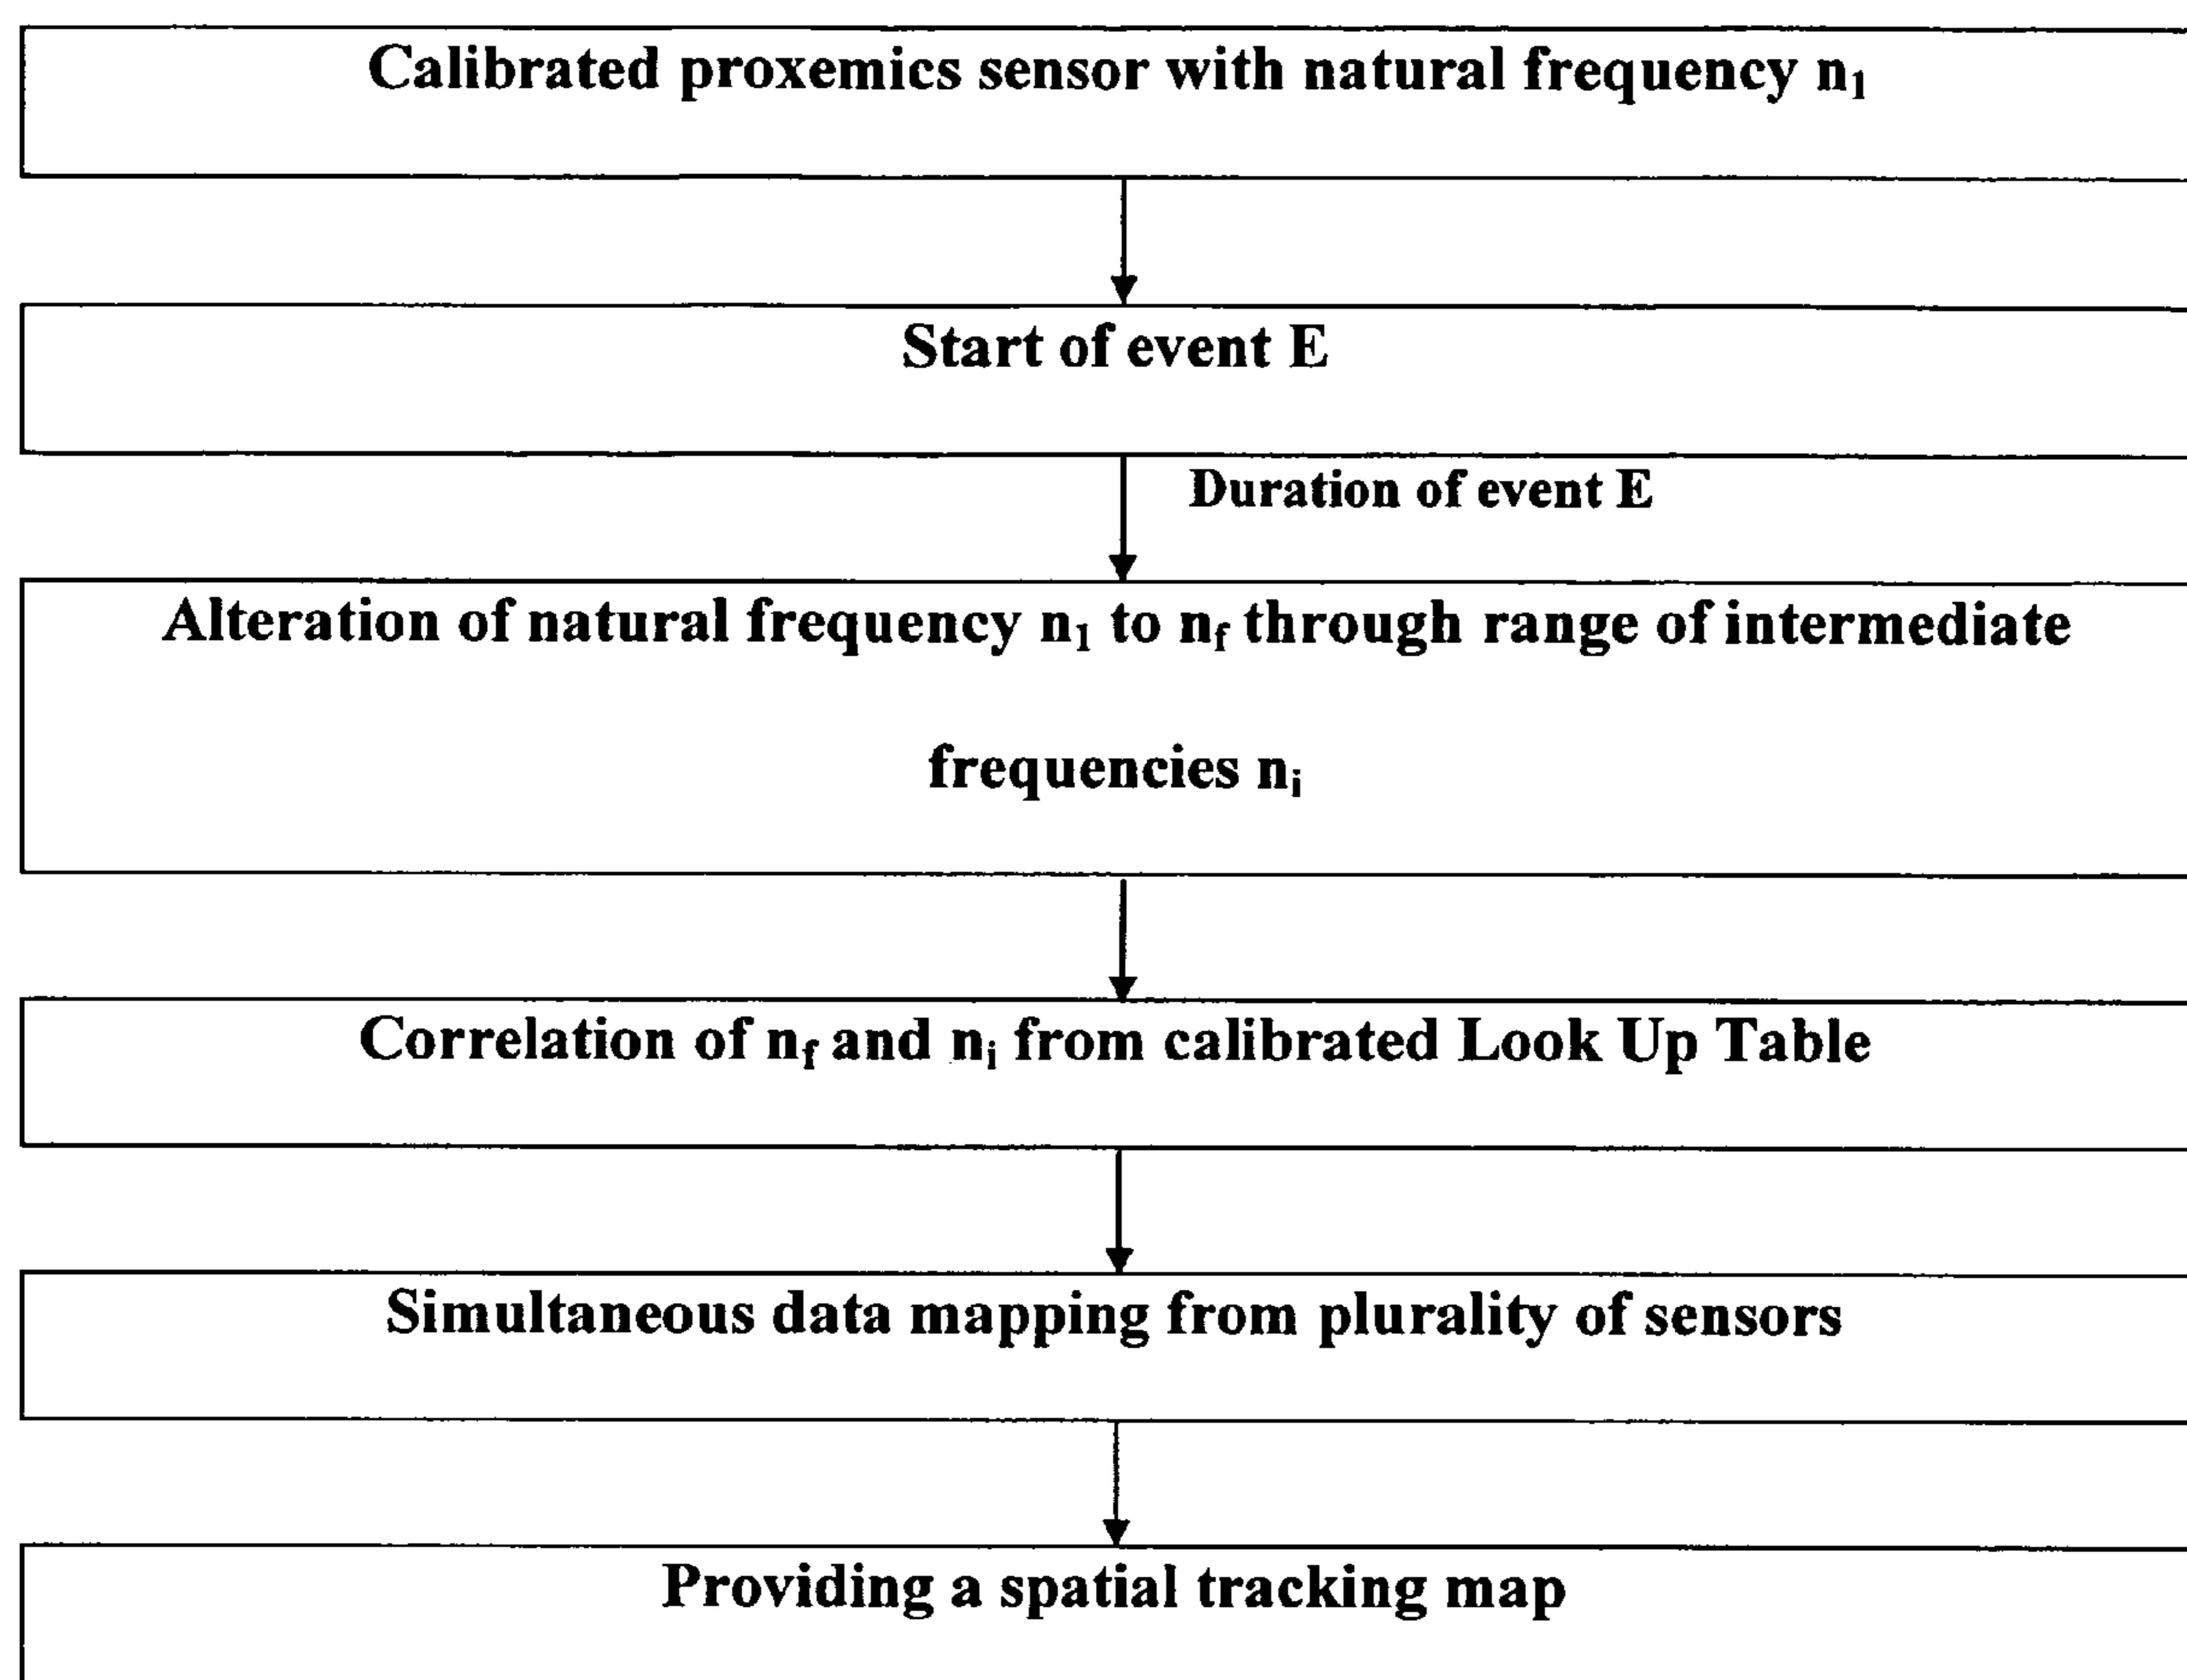 Calibrated proxemics sensor with natural frequency n₁
Start of event E
Duration of event E
Alteration of natural frequency n₁ to n_f through range of intermediate
frequencies nᵢ
Correlation of n_f and nᵢ from calibrated Look Up Table
Simultaneous data mapping from plurality of sensors
Providing a spatial tracking map